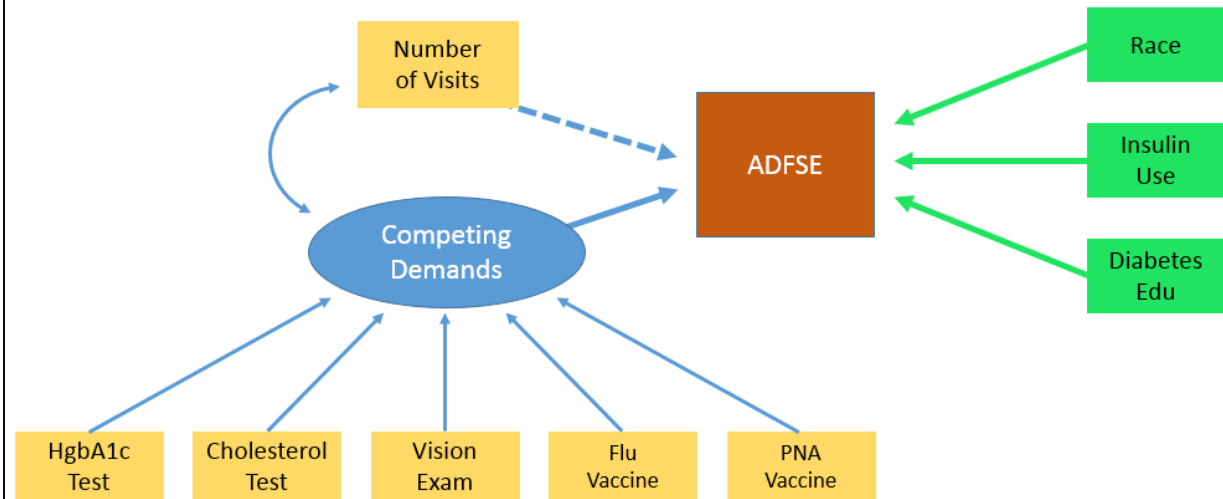 Number
of Visits
Race
ADFSE
Insulin
Use
Competing
Demands
Diabetes
Edu
HgbA1c
Test
Cholesterol
Test
Vision
Exam
Flu
Vaccine
PNA
Vaccine